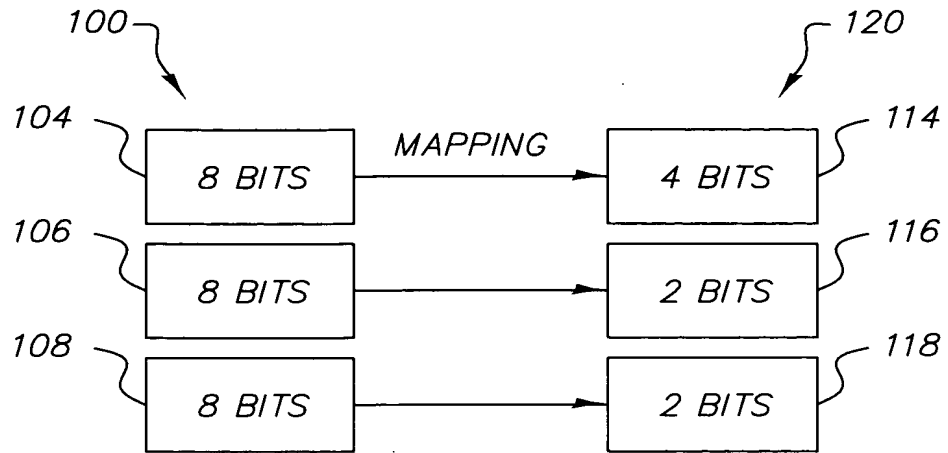 100 120
104 MAPPING 114
8 BITS 4 BITS
106 116
8 BITS 2 BITS
108 118
8 BITS 2 BITS